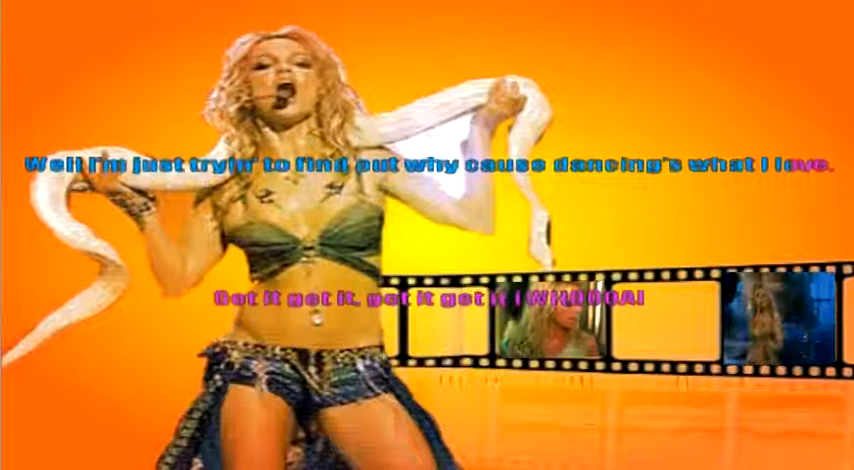 Well I'm just tryin' to find out why cause dancing's what I love.
Get it get it, get it get it (WHOOOA)